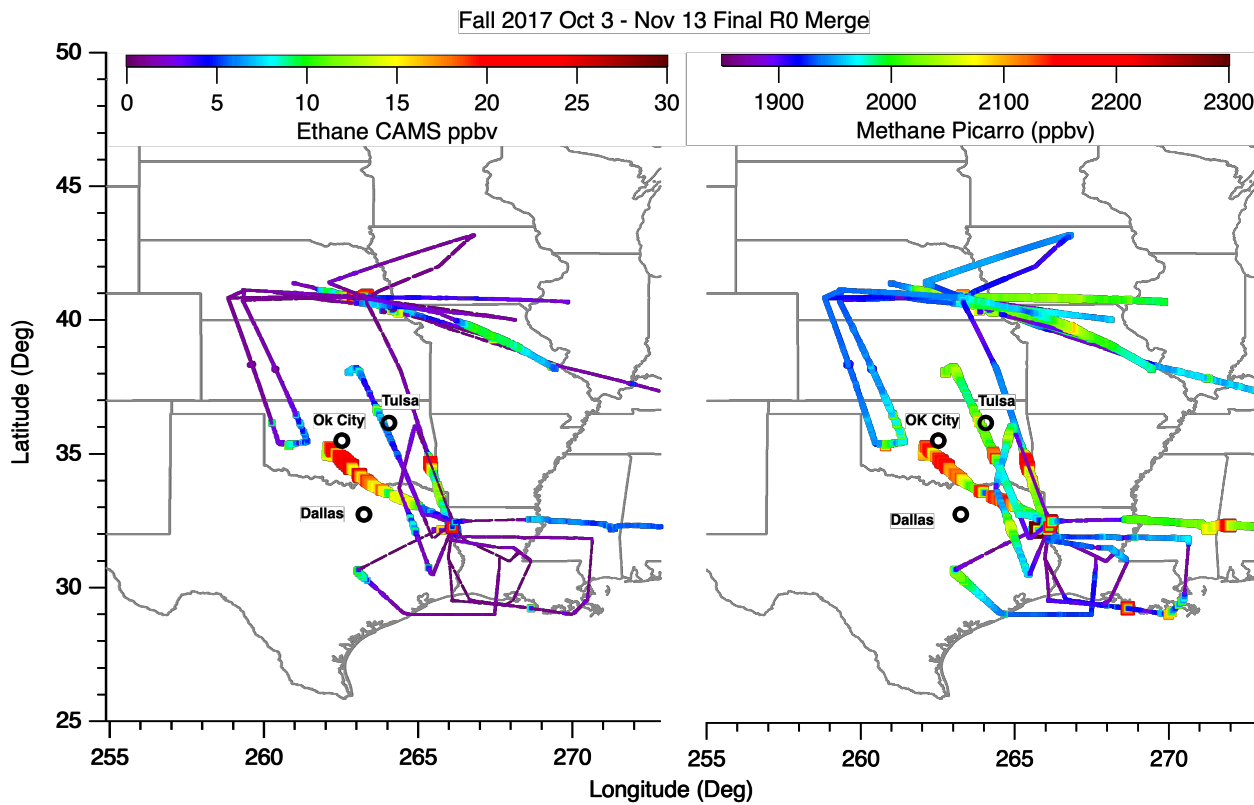 Fall 2017 Oct 3 - Nov 13 Final R0 Merge
0 5 10 15 20 25 30
Ethane CAMS ppbv
1900 2000 2100 2200 2300
Methane Picarro (ppbv)
50
45
40
35
30
25
Latitude (Deg)
Tulsa
Ok City
Dallas
Tulsa
Ok City
Dallas
255 260 265 270
255 260 265 270
Longitude (Deg)